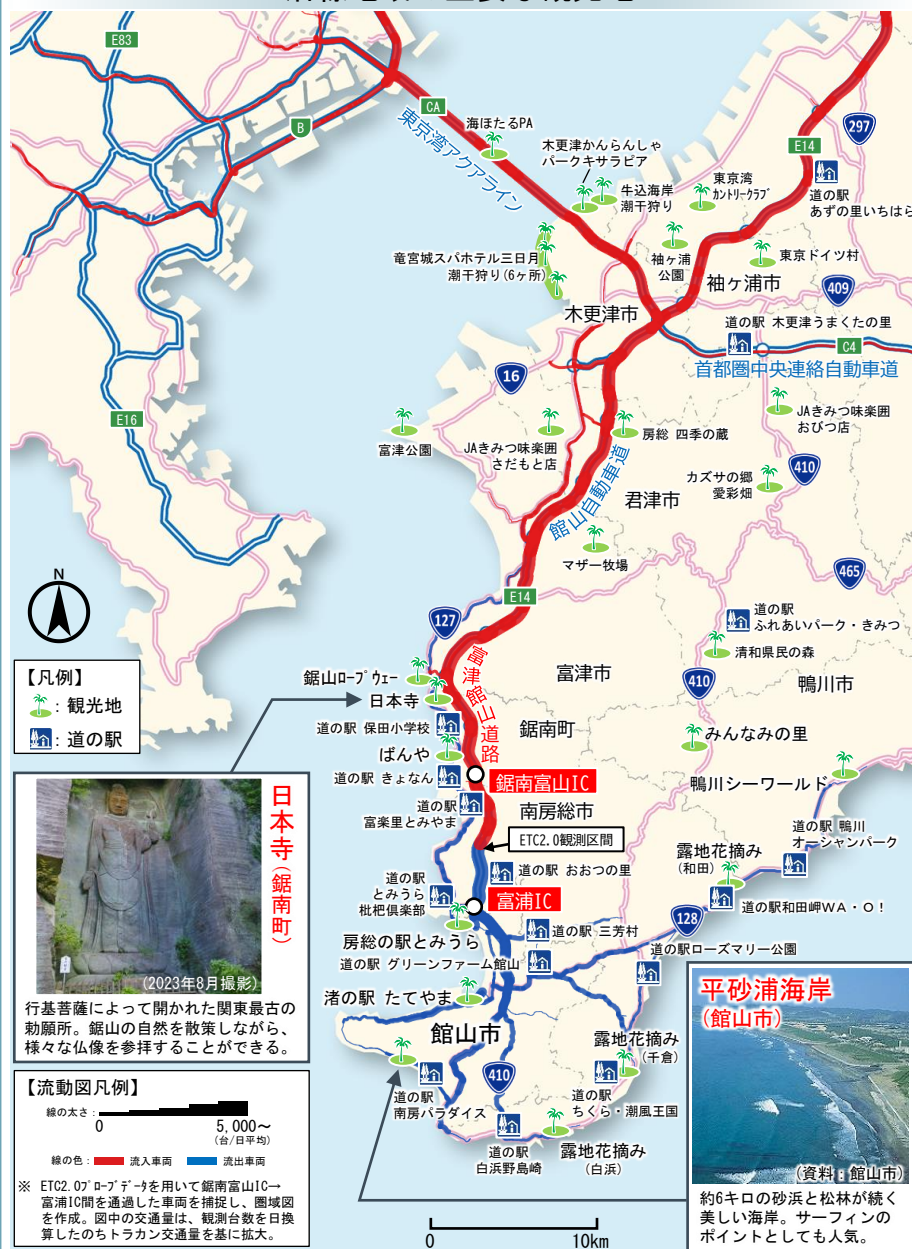 E83
CA
B
東京湾アクアライン
海ほたるPA
木更津かんらんしゃ
パークキサラピア
牛込海岸
潮干狩り
東京湾
ｶﾝﾄﾘｰｸﾗﾌﾞ
E14
297
道の駅
あずの里いちはら
竜宮城スパホテル三日月
潮干狩り(6ヶ所)
袖ヶ浦
公園
東京ドイツ村
袖ヶ浦市
木更津市
409
道の駅 木更津うまくたの里
C4
首都圏中央連絡自動車道
16
E16
富津公園
JAきみつ味楽囲
さだもと店
房総 四季の蔵
JAきみつ味楽囲
おびつ店
410
カズサの郷
愛彩畑
館山自動車道
君津市
マザー牧場
465
N
E14
127
道の駅
ふれあいパーク・きみつ
清和県民の森
【凡例】
：観光地
：道の駅
鋸山ﾛｰﾌﾟｳｪｰ
日本寺
富津館山道路
富津市
410
鴨川市
道の駅 保田小学校
鋸南町
ばんや
みんなみの里
道の駅 きょなん
鋸南富山IC
鴨川シーワールド
道の駅
富楽里とみやま
南房総市
ETC2.0観測区間
道の駅 鴨川
オーシャンパーク
露地花摘み
(和田)
道の駅 おおつの里
道の駅
とみうら
枇杷倶楽部
富浦IC
道の駅和田岬WA・O！
128
房総の駅とみうら
道の駅 三芳村
道の駅 グリーンファーム館山
道の駅ローズマリー公園
渚の駅 たてやま
館山市
露地花摘み
(千倉)
410
道の駅
南房パラダイス
道の駅
ちくら・潮風王国
道の駅
白浜野島崎
露地花摘み
(白浜)
日本寺(鋸南町)
(2023年8月撮影)
行基菩薩によって開かれた関東最古の
勅願所。鋸山の自然を散策しながら、
様々な仏像を参拝することができる。
【流動図凡例】
線の太さ：
0
5,000～
(台/日平均)
線の色：
流入車両
流出車両
※ ETC2.0ﾌﾟﾛｰﾌﾞﾃﾞｰﾀを用いて鋸南富山IC→
富浦IC間を通過した車両を捕捉し、圏域図
を作成。図中の交通量は、観測台数を日換
算したのちトラカン交通量を基に拡大。
平砂浦海岸
(館山市)
(資料：館山市)
約6キロの砂浜と松林が続く
美しい海岸。サーフィンの
ポイントとしても人気。
0
10km